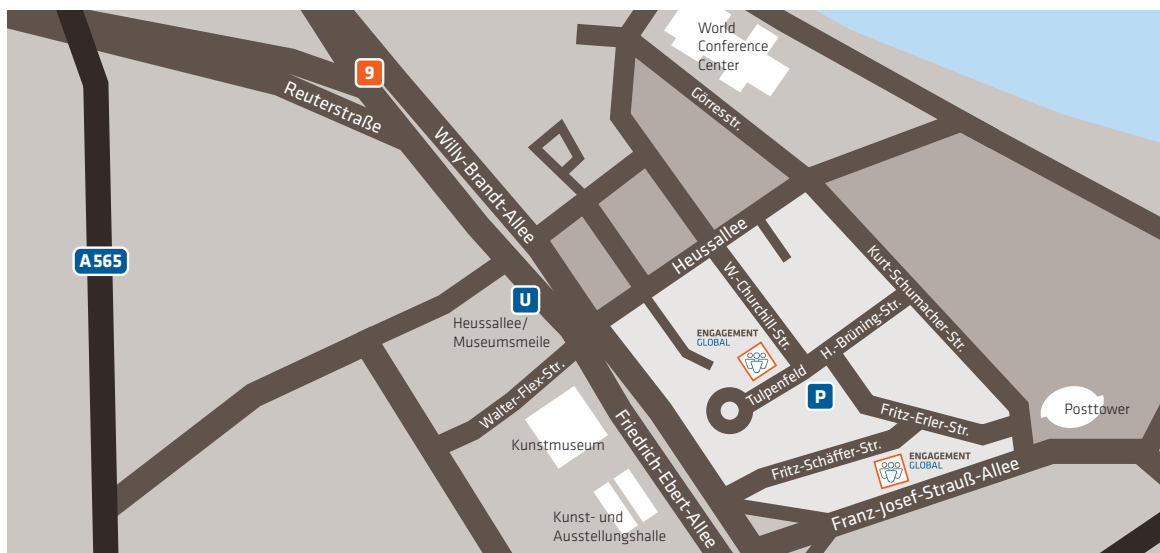 World
Conference
Center
9
Reuterstraße
Görresstr.
Willy-Brandt-Allee
A 565
Heussallee
Kurt-Schumacher-Str.
W.-Churchill-Str.
U
Heussallee/
Museumsmeile
ENGAGEMENT
GLOBAL
H.-Brüning-Str.
Tulpenfeld
P
Walter-Flex-Str.
Posttower
Fritz-Erler-Str.
Kunstmuseum
Friedrich-Ebert-Allee
Fritz-Schäffer-Str.
ENGAGEMENT
GLOBAL
Franz-Josef-Strauß-Allee
Kunst- und
Ausstellungshalle